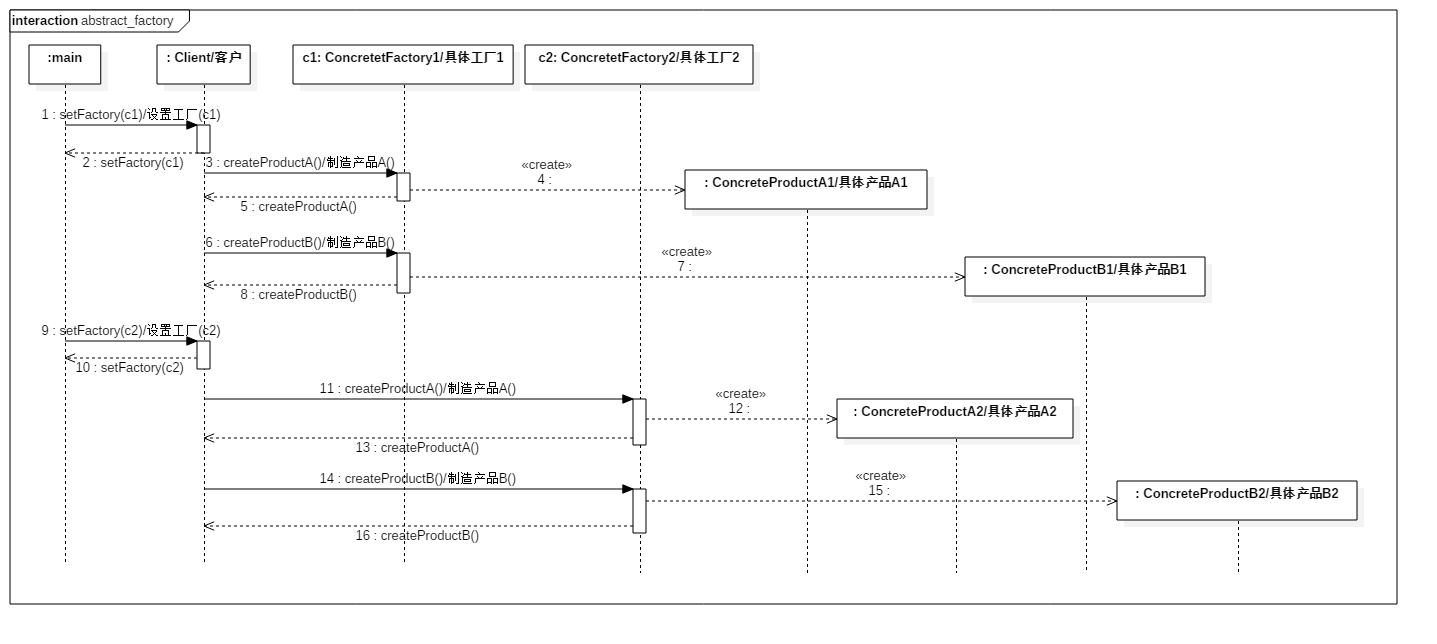 interaction abstract_factory
:main
: Client/客户
c1: ConcretetFactory1/具体工厂1
c2: ConcretetFactory2/具体工厂2
1 : setFactory(c1)/设置工厂(c1)
2 : setFactory(c1)
3 : createProductA()/制造产品A()
«create»
4 :
: ConcreteProductA1/具体产品A1
5 : createProductA()
6 : createProductB()/制造产品B()
«create»
7 :
: ConcreteProductB1/具体产品B1
8 : createProductB()
9 : setFactory(c2)/设置工厂(c2)
10 : setFactory(c2)
11 : createProductA()/制造产品A()
«create»
12 :
: ConcreteProductA2/具体产品A2
13 : createProductA()
14 : createProductB()/制造产品B()
«create»
15 :
: ConcreteProductB2/具体产品B2
16 : createProductB()